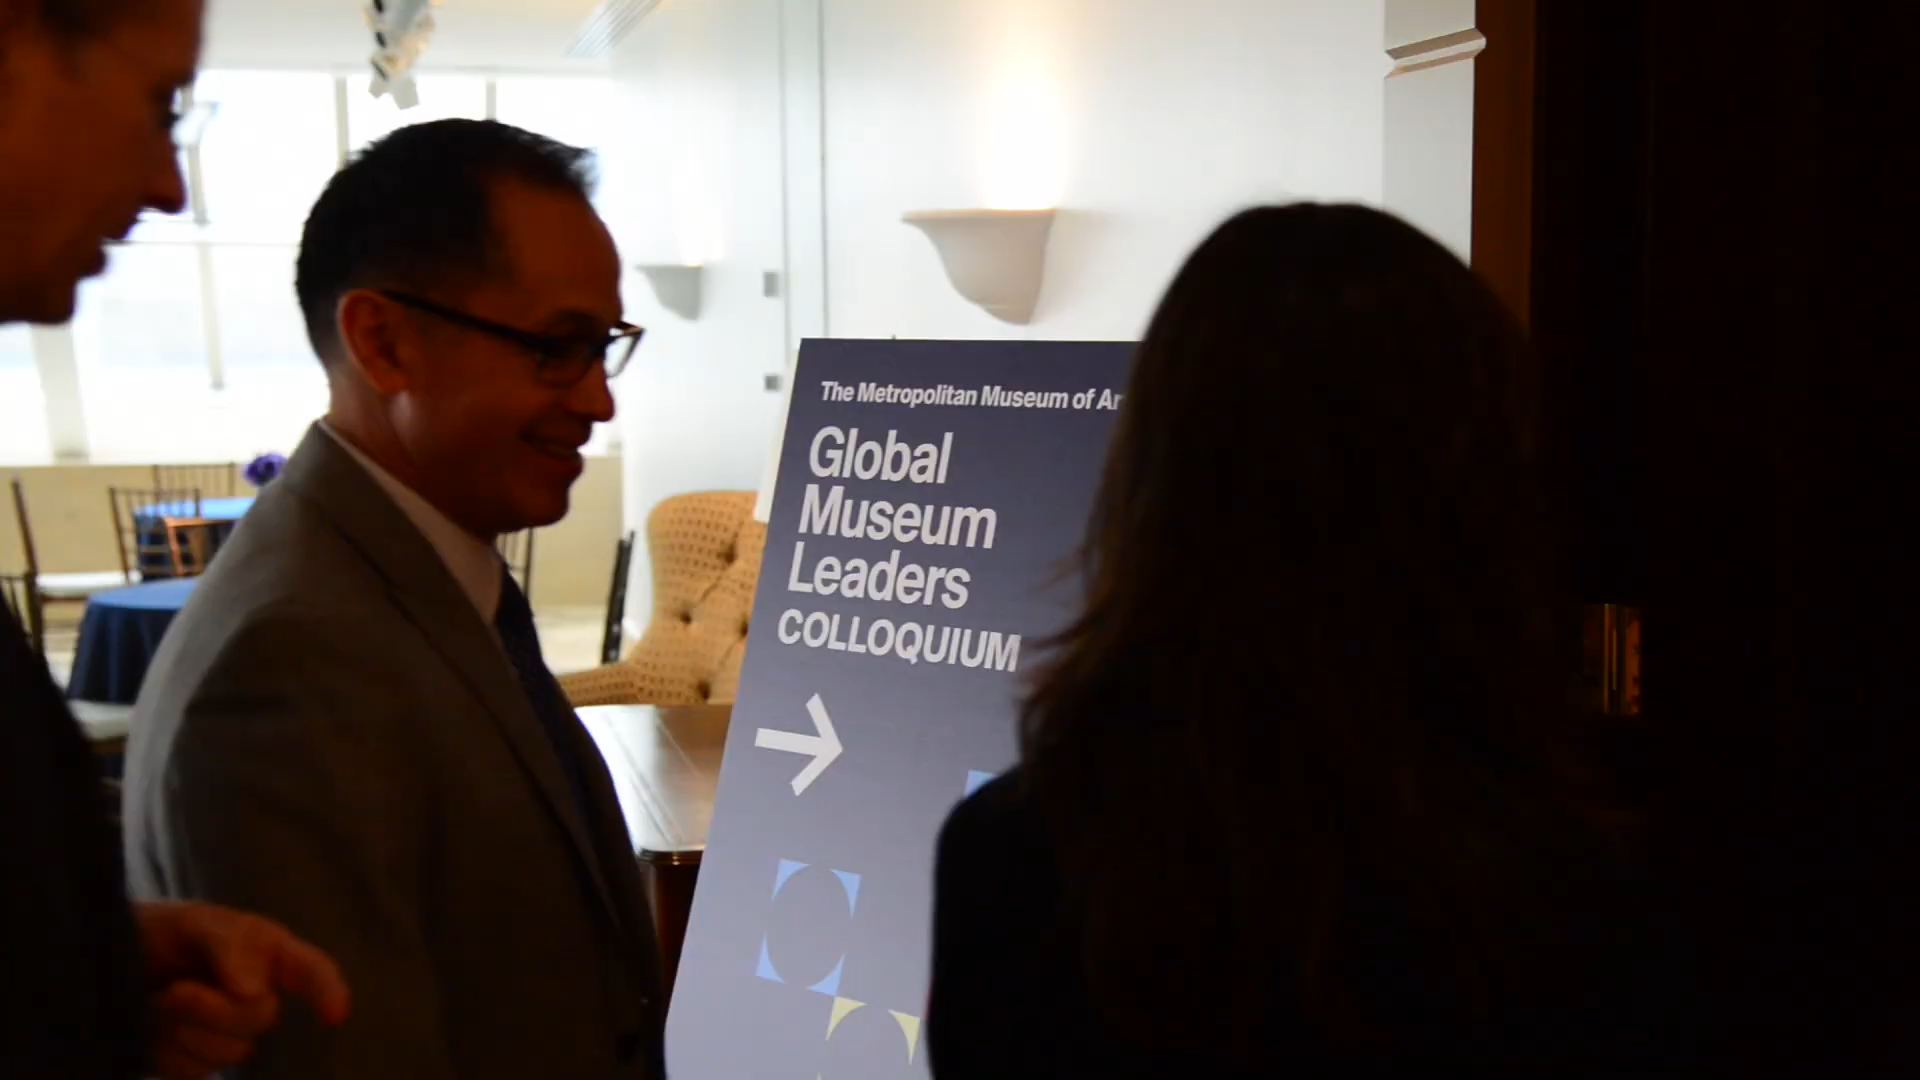 The Metropolitan Museum of Ar
Global
Museum
Leaders
COLLOQUIUM